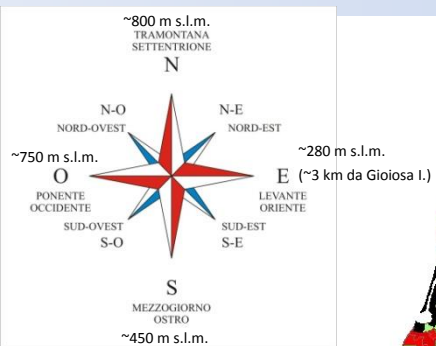 ~800 m s.l.m.
TRAMONTANA
SETTENTRIONE
N
N-O
NORD-OVEST
N-E
NORD-EST
~750 m s.l.m.
O
PONENTE
OCCIDENTE
~280 m s.l.m.
E (~3 km da Gioiosa I.)
LEVANTE
ORIENTE
SUD-OVEST
S-O
SUD-EST
S-E
S
MEZZOGIORNO
OSTRO
~450 m s.l.m.